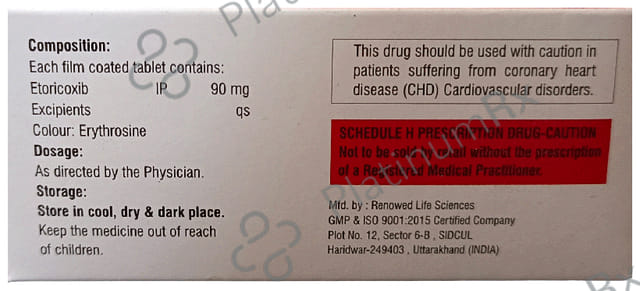 Composition:
Each film coated tablet contains:
Etoricoxib IP 90 mg
Excipients qs
Colour: Erythrosine
Dosage:
As directed by the Physician.
Storage:
Store in cool, dry & dark place.
Keep the medicine out of reach
of children.
This drug should be used with caution in
patients suffering from coronary heart
disease (CHD) Cardiovascular disorders.
SCHEDULE H PRESCRIPTION DRUG-CAUTION
Not to be sold by retail without the prescription
of a Registered Medical Practitioner.
Mfd. by : Renowed Life Sciences
GMP & ISO 9001:2015 Certified Company
Plot No. 12, Sector 6-B , SIDCUL
Haridwar-249403 , Uttarakhand (INDIA)
PlatinumRx